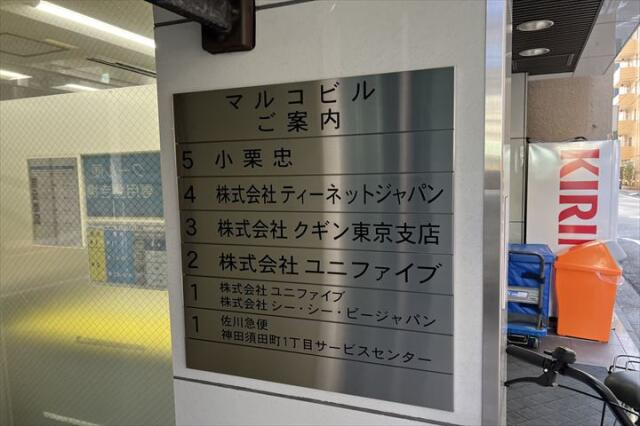 マルコビル
ご案内
5 小栗忠
4 株式会社 ティーネットジャパン
3 株式会社 クギン東京支店
2 株式会社 ユニファイブ
1 株式会社 ユニファイブ
株式会社 シー・シー・ピージャパン
1 佐川急便
神田須田町1丁目サービスセンター
KIRIN